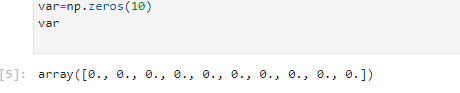 var=np.zeros(10)
var
[5]: array([0., 0., 0., 0., 0., 0., 0., 0., 0., 0.])